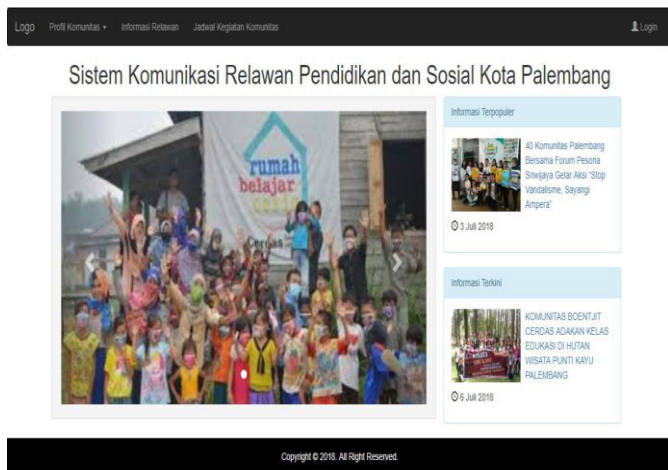 Logo Profil Komunitas Informasi Relawan Jadwal Kegiatan Komunitas Login
Sistem Komunikasi Relawan Pendidikan dan Sosial Kota Palembang
rumah
belajar
ceria
Cerdas
Informasi Terpopuler
40 Komunitas Palembang
Bersama Forum Pesona
Sriwijaya Gelar Aksi "Stop
Vandalisme, Sayangi
Ampera"
3 Juli 2018
Informasi Terkini
KOMUNITAS BOENTJIT
CERDAS ADAKAN KELAS
EDUKASI DI HUTAN
WISATA PUNTI KAYU
PALEMBANG
6 Juli 2018
Copyright © 2018. All Right Reserved.